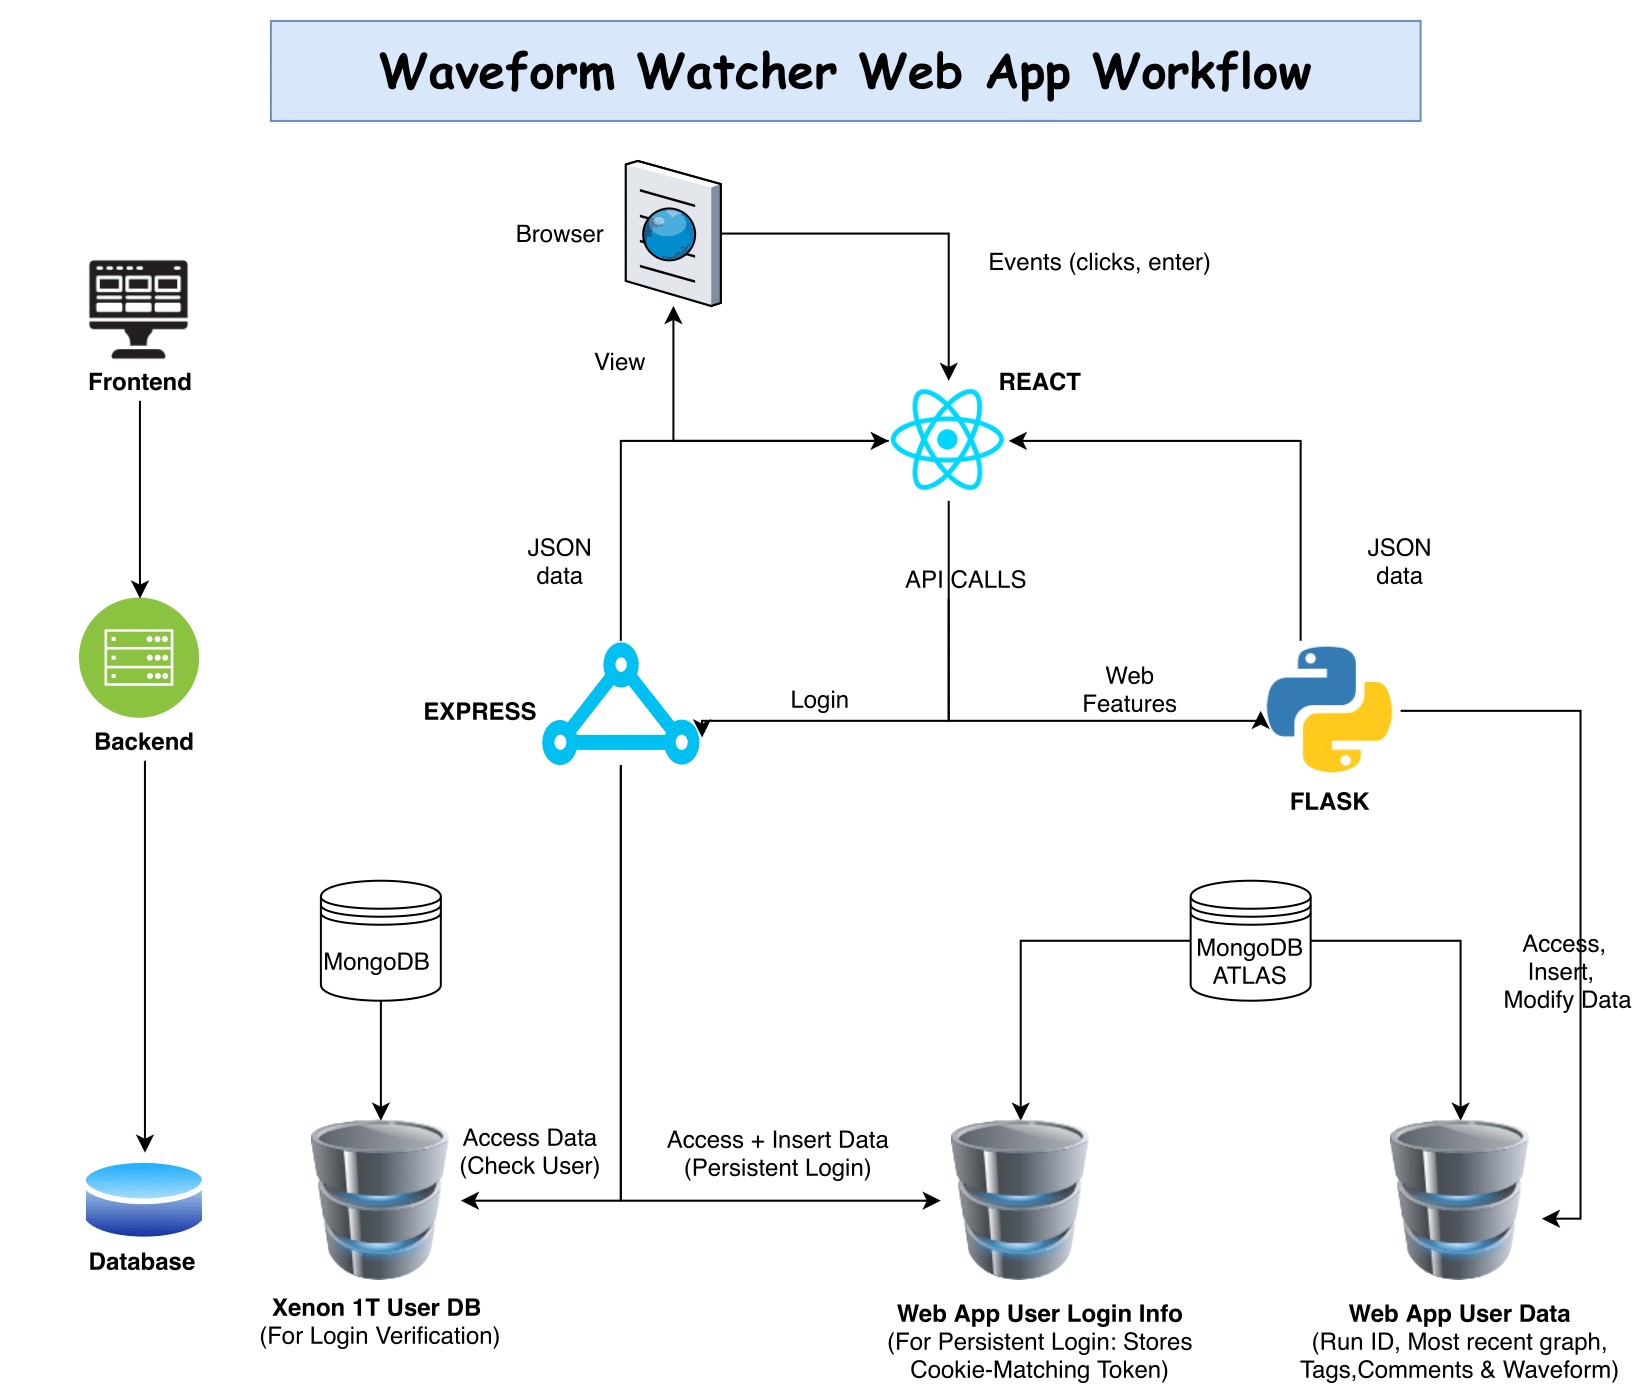 Waveform Watcher Web App Workflow
Browser
Events (clicks, enter)
View
Frontend
REACT
JSON
data
API CALLS
JSON
data
Web
Features
Login
EXPRESS
Backend
FLASK
MongoDB
MongoDB
ATLAS
Access,
Insert,
Modify Data
Access Data
(Check User)
Access + Insert Data
(Persistent Login)
Database
Xenon 1T User DB
(For Login Verification)
Web App User Login Info
(For Persistent Login: Stores
Cookie-Matching Token)
Web App User Data
(Run ID, Most recent graph,
Tags,Comments & Waveform)